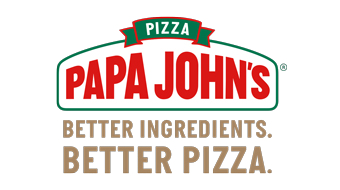 PIZZA
PAPA JOHN'S®
BETTER INGREDIENTS.
BETTER PIZZA.